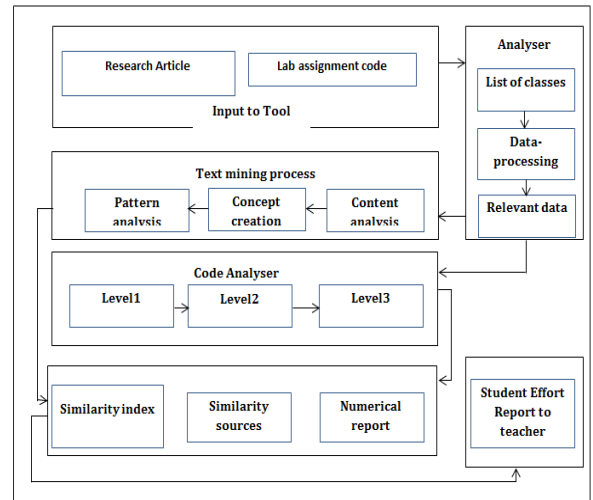 Research Article
Lab assignment code
Input to Tool
Analyser
List of classes
Data-
processing
Relevant data
Text mining process
Pattern
analysis
Concept
creation
Content
analysis
Code Analyser
Level1
Level2
Level3
Similarity index
Similarity
sources
Numerical
report
Student Effort
Report to
teacher